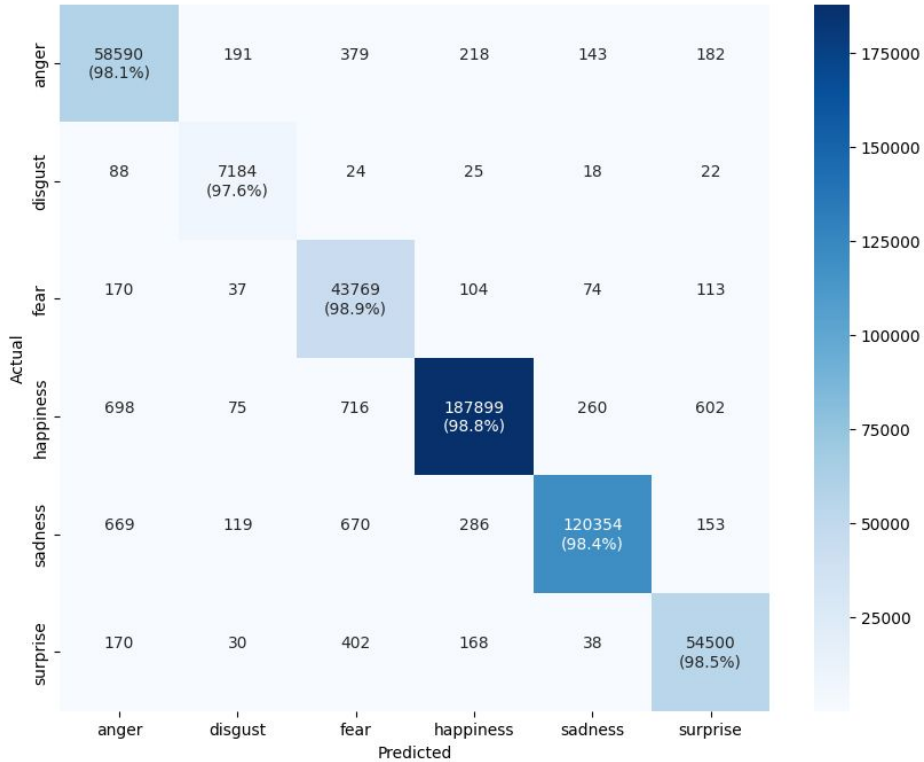 anger 58590 191 379 218 143 182
(98.1%)
disgust 88 7184 24 25 18 22
(97.6%)
fear 170 37 43769 104 74 113
(98.9%)
happiness 698 75 716 187899 260 602
(98.8%)
sadness 669 119 670 286 120354 153
(98.4%)
surprise 170 30 402 168 38 54500
(98.5%)
Actual
anger disgust fear happiness sadness surprise
Predicted
175000
150000
125000
100000
75000
50000
25000